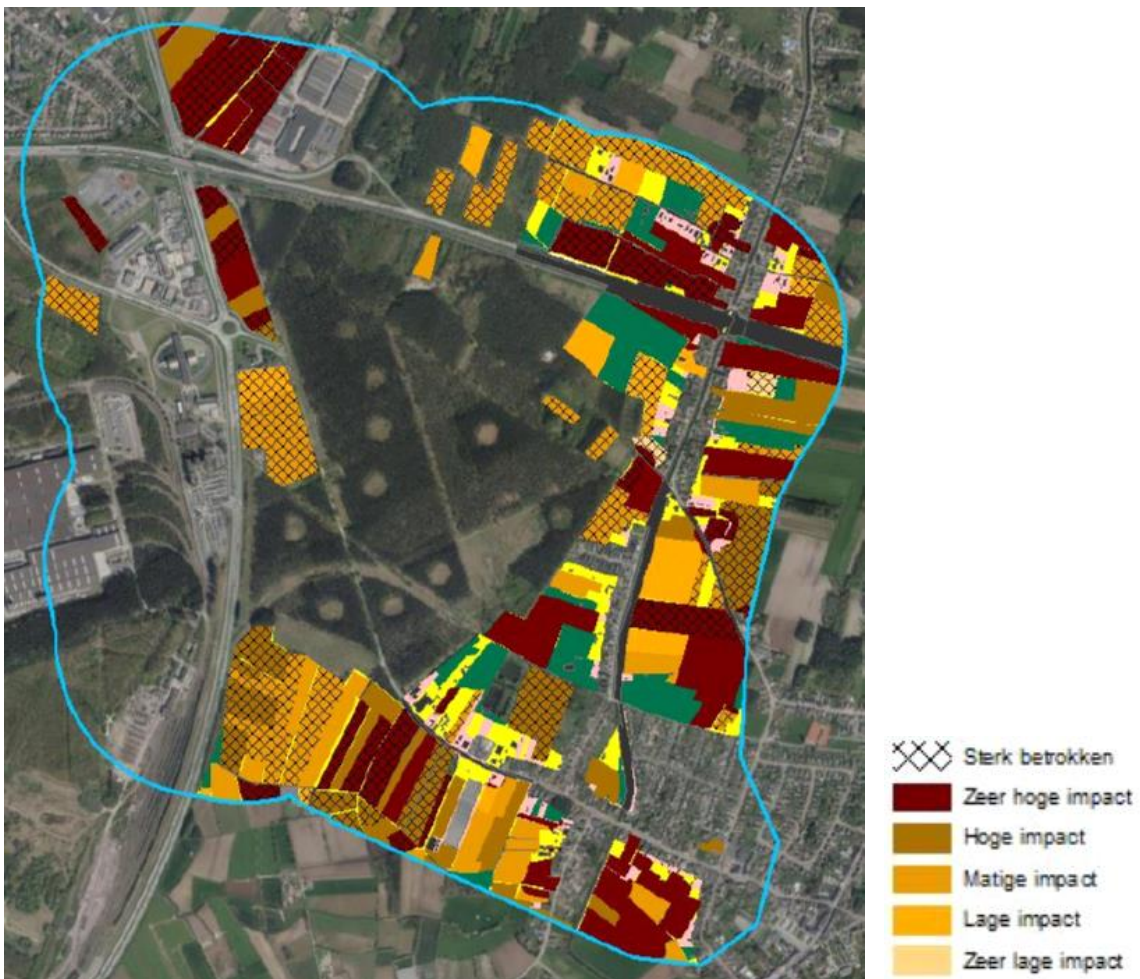 Sterk betrokken
Zeer hoge impact
Hoge impact
Matige impact
Lage impact
Zeer lage impact